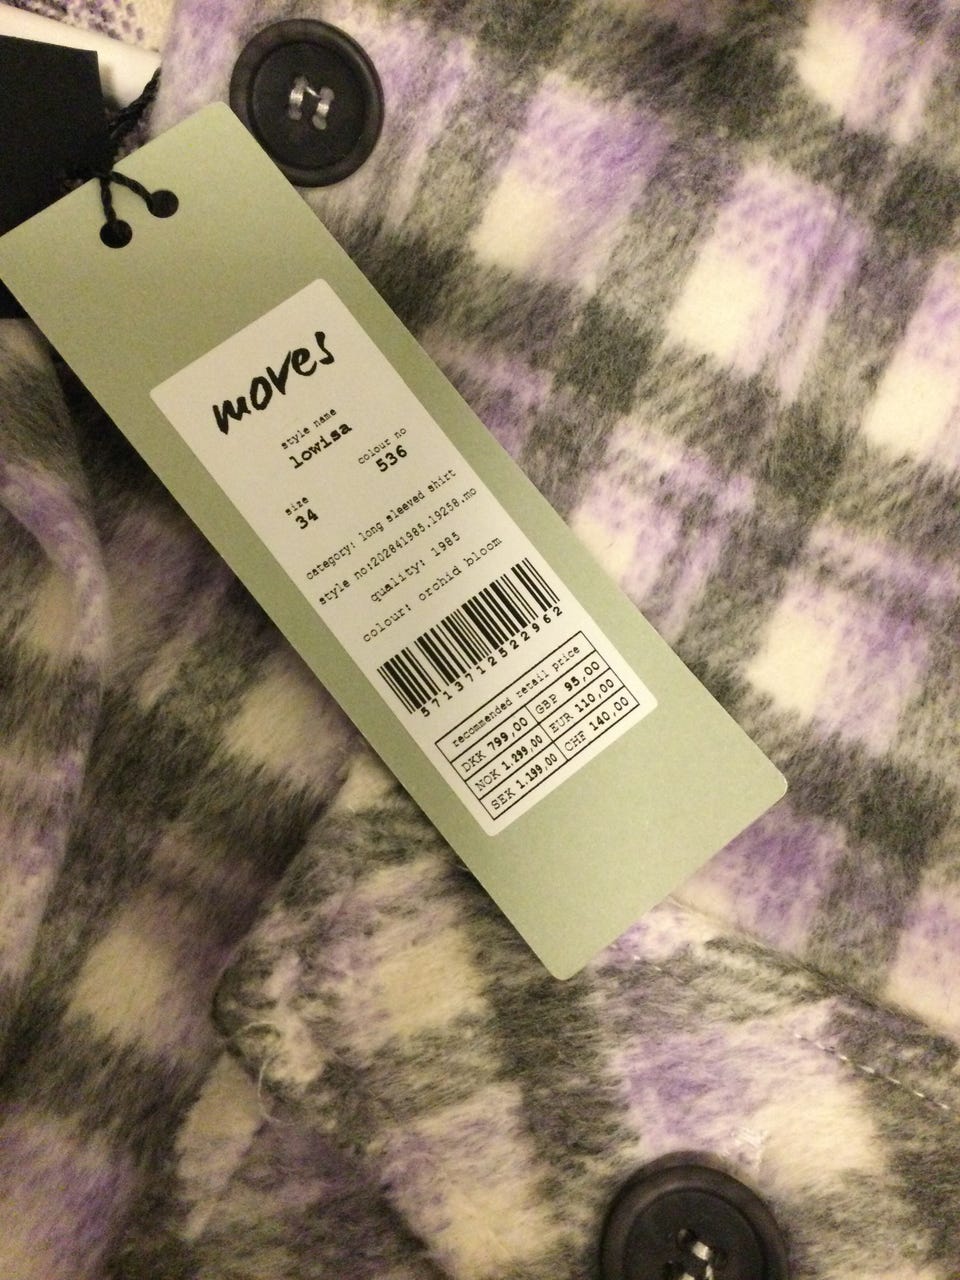 moves
style name
lowisa
colour no
536
size
34
category: long sleeved shirt
style no:202841985.19258.mo
quality: 1985
colour: orchid bloom
5713712522962
recommended retail price
DKK 799,00 GBP 95,00
NOK 1.299,00 EUR 110,00
SEK 1.199,00 CHF 140,00